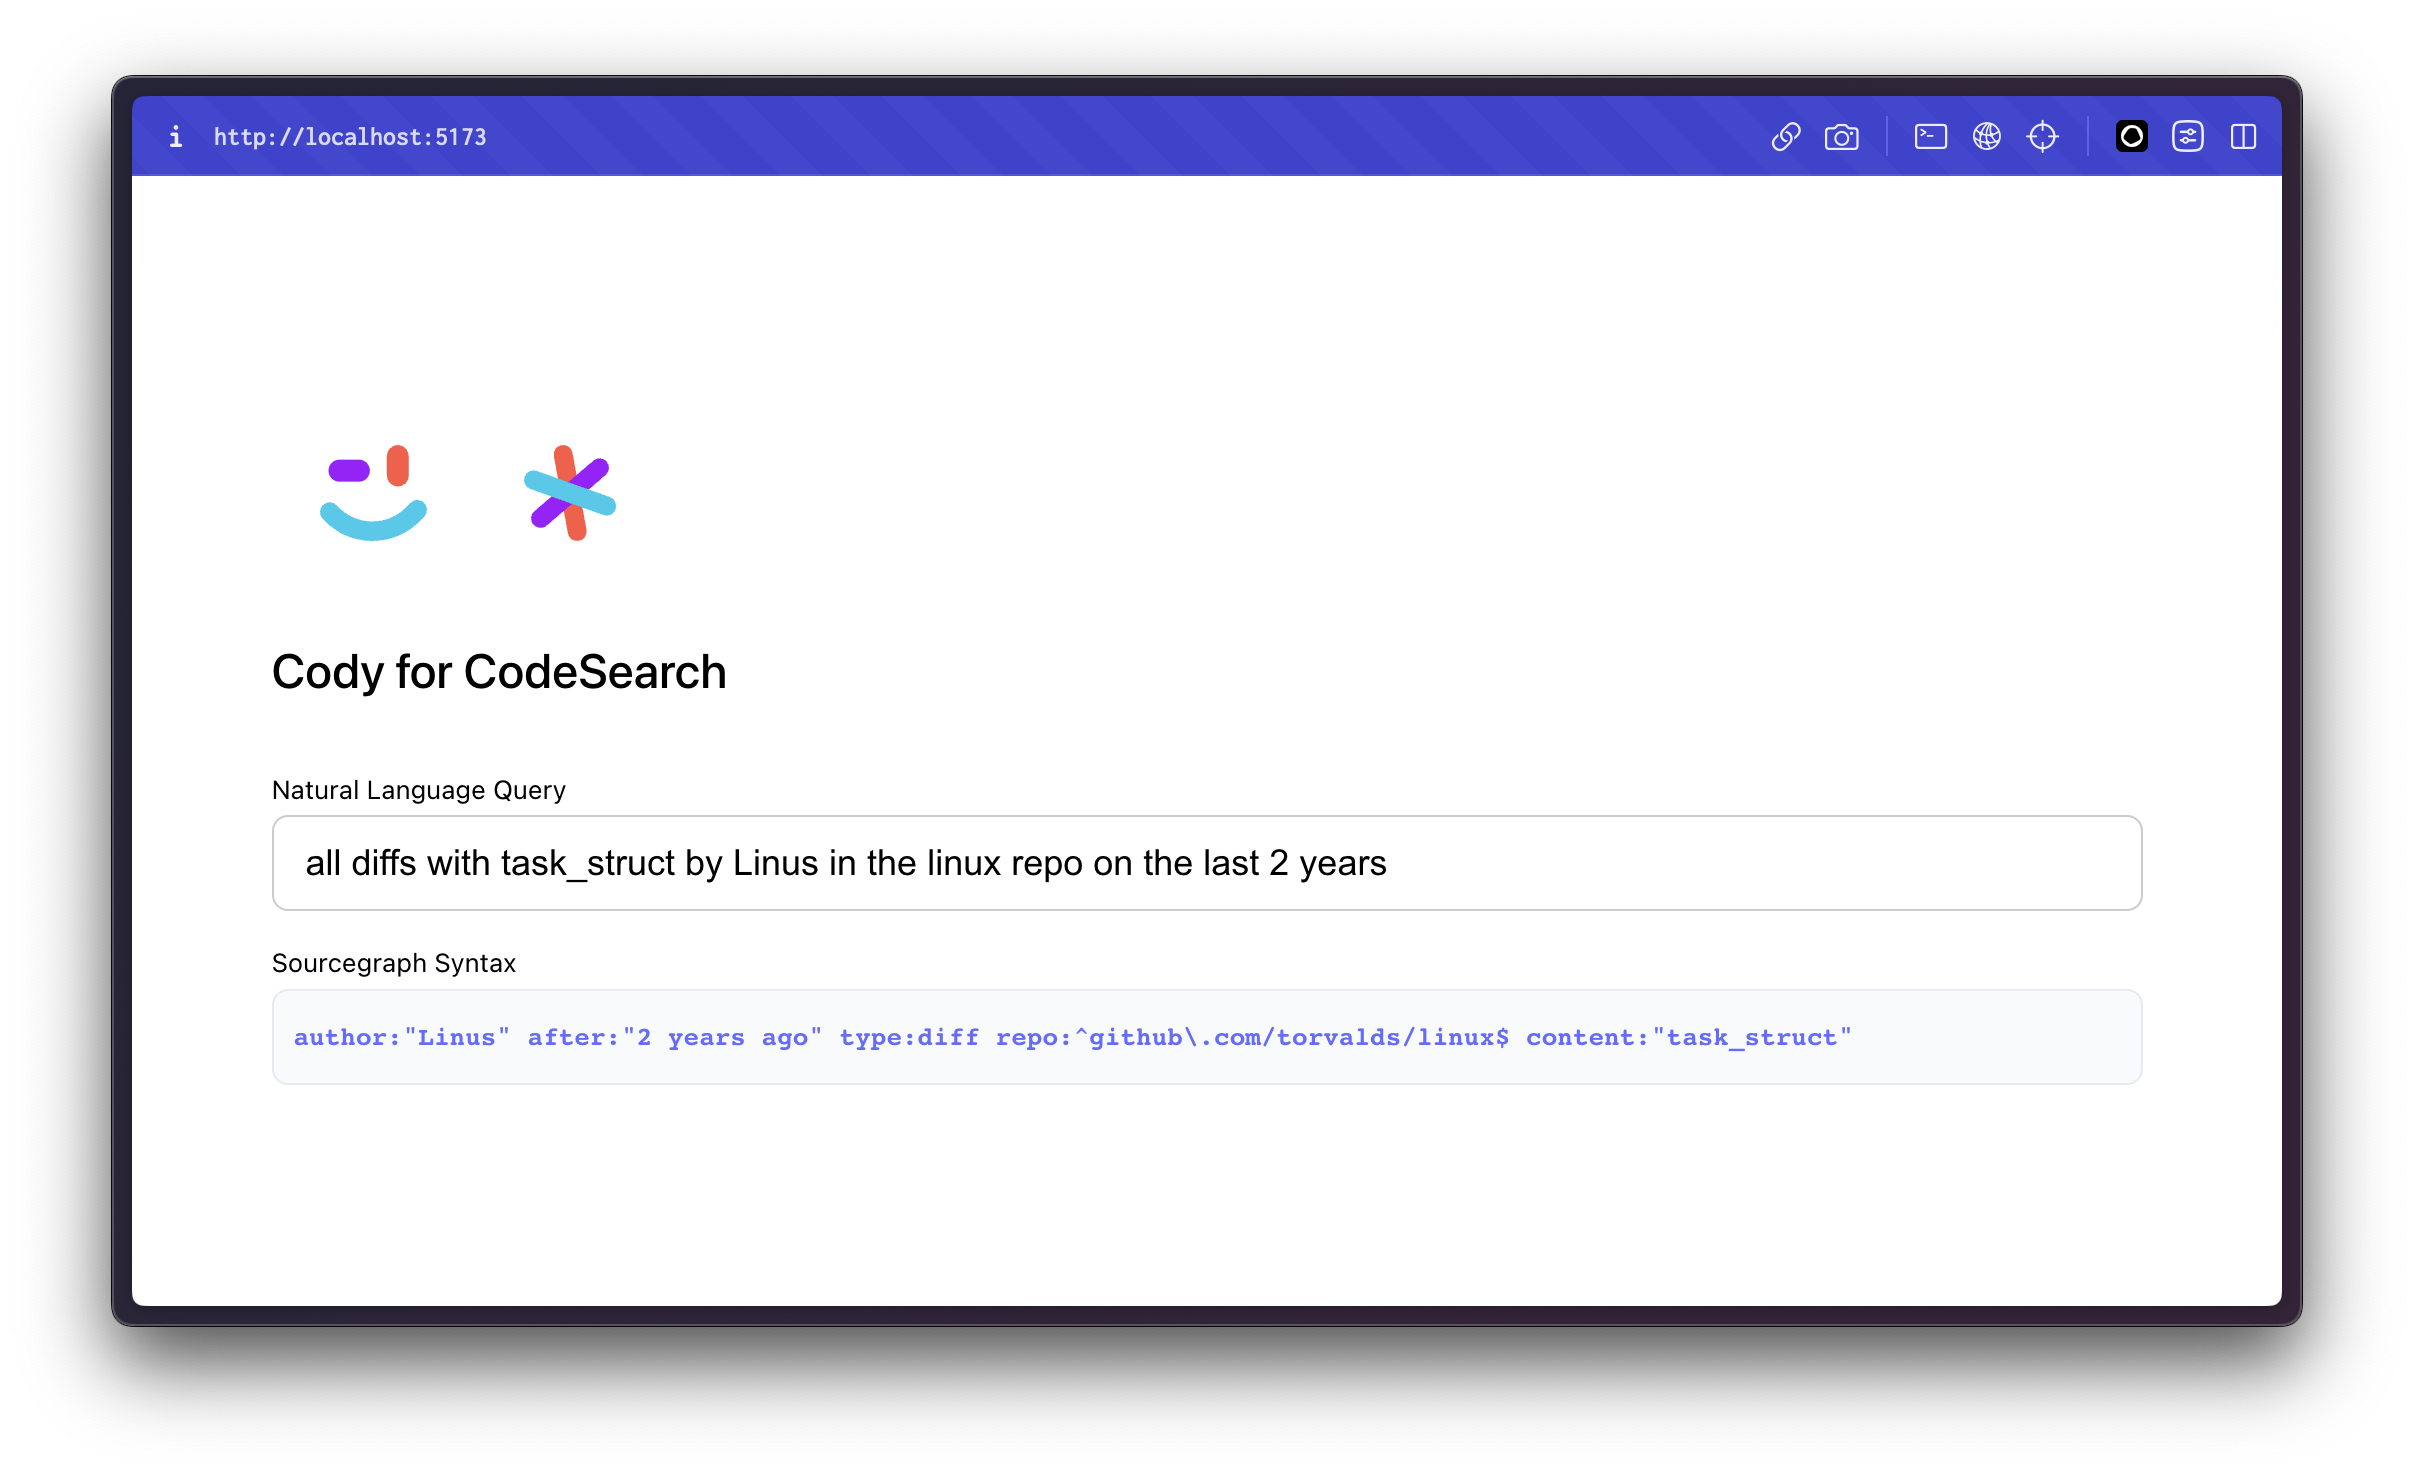 http://localhost:5173
Cody for CodeSearch
Natural Language Query
all diffs with task_struct by Linus in the linux repo on the last 2 years
Sourcegraph Syntax
author:"Linus" after:"2 years ago" type:diff repo:^github\.com/torvalds/linux$ content:"task_struct"